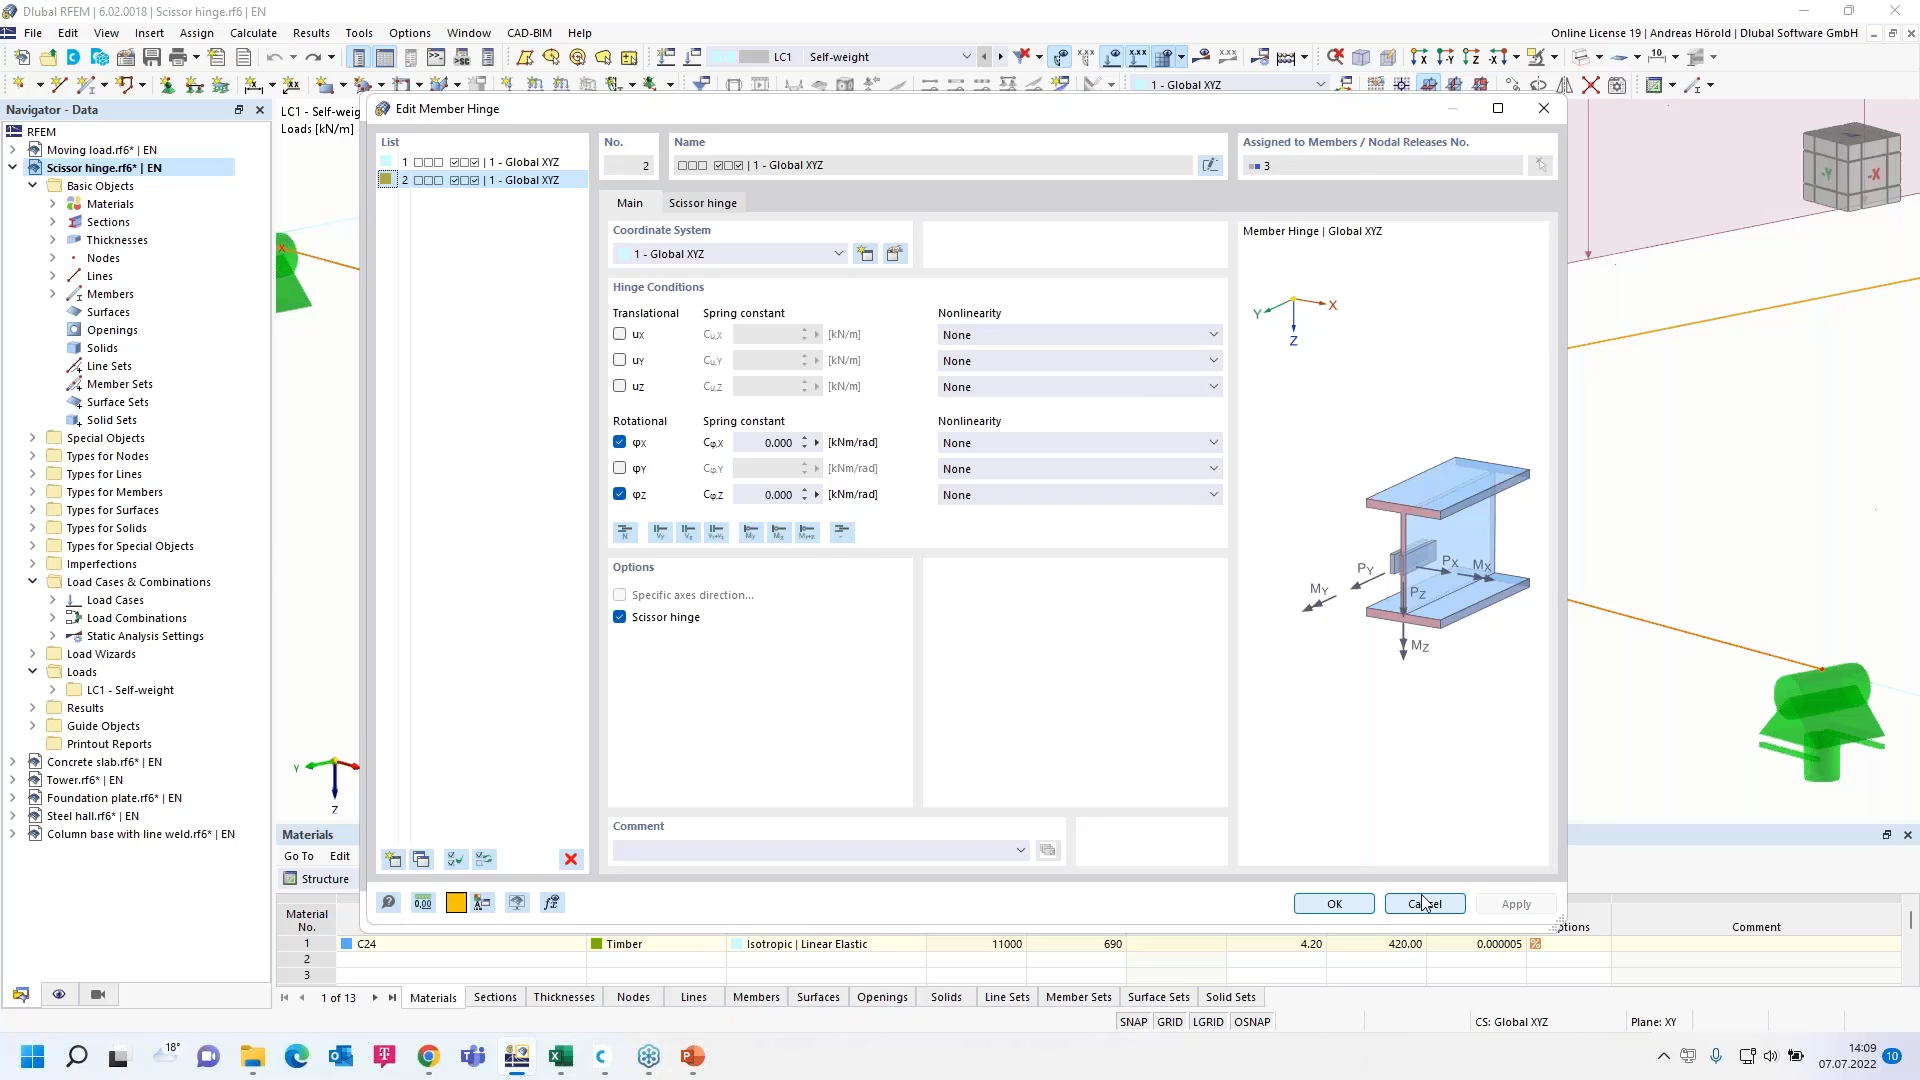 Dlubal RFEM | 6.02.0018 | Scissor hinge.rf6* | EN
File Edit View Insert Assign Calculate Results Tools Options Window CAD-BIM Help
Online License 19 | Andreas Hörold | Dlubal Software GmbH
LC1 Self-weight
1 - Global XYZ
Navigator - Data
RFEM
Moving load.rf6* | EN
Scissor hinge.rf6* | EN
Basic Objects
Materials
Sections
Thicknesses
Nodes
Lines
Members
Surfaces
Openings
Solids
Line Sets
Member Sets
Surface Sets
Solid Sets
Special Objects
Types for Nodes
Types for Lines
Types for Members
Types for Surfaces
Types for Solids
Types for Special Objects
Imperfections
Load Cases & Combinations
Load Cases
Load Combinations
Static Analysis Settings
Load Wizards
Loads
LC1 - Self-weight
Results
Guide Objects
Printout Reports
Concrete slab.rf6* | EN
Tower.rf6* | EN
Foundation plate.rf6* | EN
Steel hall.rf6* | EN
Column base with line weld.rf6* | EN
LC1 - Self-weig
Loads [kN/m]
Y
Z
-Y -X
Edit Member Hinge
List
1 | 1 - Global XYZ
2 | 1 - Global XYZ
No.
2
Name
| 1 - Global XYZ
Assigned to Members / Nodal Releases No.
3
Main Scissor hinge
Coordinate System
1 - Global XYZ
Hinge Conditions
Translational Spring constant Nonlinearity
uX Cu,X [kN/m] None
uY Cu,Y [kN/m] None
uZ Cu,Z [kN/m] None
Rotational Spring constant Nonlinearity
φX Cφ,X 0.000 [kNm/rad] None
φY Cφ,Y [kNm/rad] None
φZ Cφ,Z 0.000 [kNm/rad] None
Options
Specific axes direction...
Scissor hinge
Comment
Member Hinge | Global XYZ
X
Y
Z
PX MX
PY
MY
PZ
MZ
0,00
OK Cancel Apply
Materials
Go To Edit
Structure
Material
No.
Comment
1 C24 Timber Isotropic | Linear Elastic 11000 690 4.20 420.00 0.000005
2
3
1 of 13 Materials Sections Thicknesses Nodes Lines Members Surfaces Openings Solids Line Sets Member Sets Surface Sets Solid Sets
SNAP GRID LGRID OSNAP
CS: Global XYZ Plane: XY
18°
14:09
07.07.2022
10